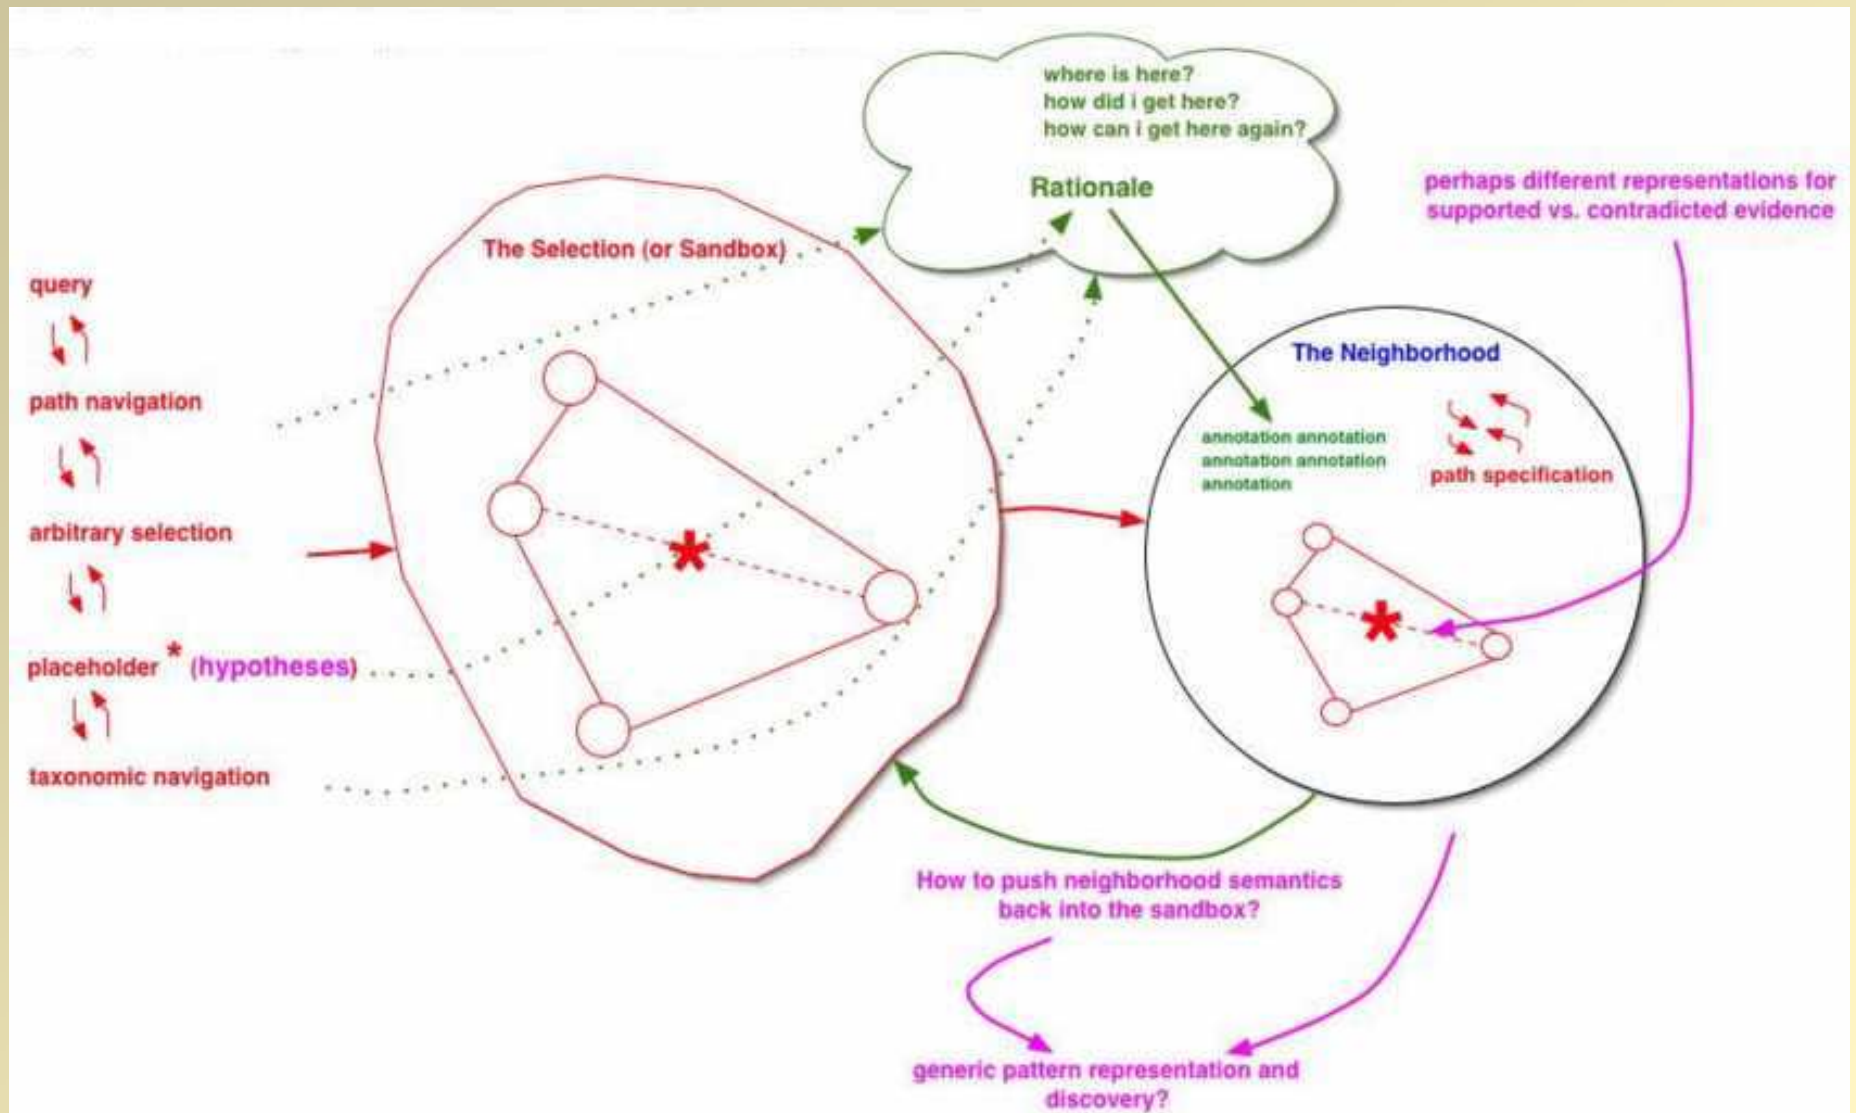 where is here?
how did i get here?
how can i get here again?
Rationale
perhaps different representations for
supported vs. contradicted evidence
The Selection (or Sandbox)
query
path navigation
arbitrary selection
placeholder * (hypotheses)
taxonomic navigation
*
The Neighborhood
annotation annotation
annotation annotation
annotation
path specification
*
How to push neighborhood semantics
back into the sandbox?
generic pattern representation and
discovery?